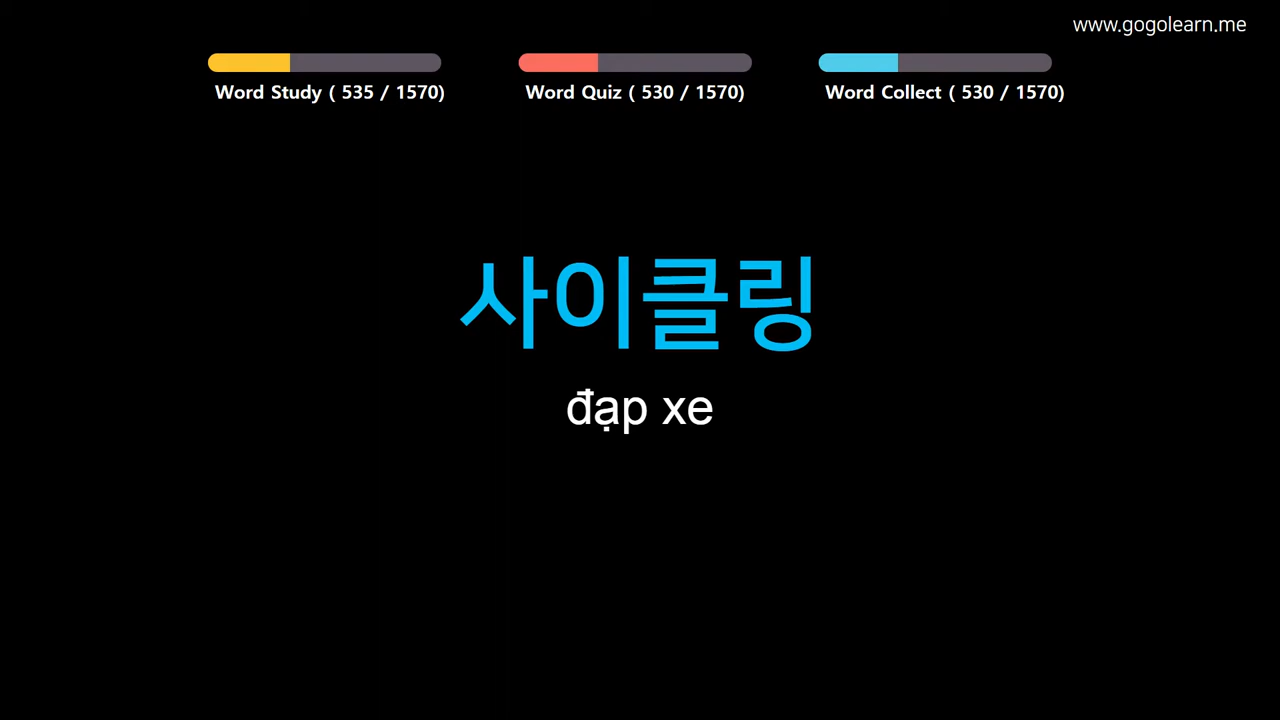 www.gogolearn.me
Word Study ( 535 / 1570)
Word Quiz ( 530 / 1570)
Word Collect ( 530 / 1570)
사이클링
đạp xe